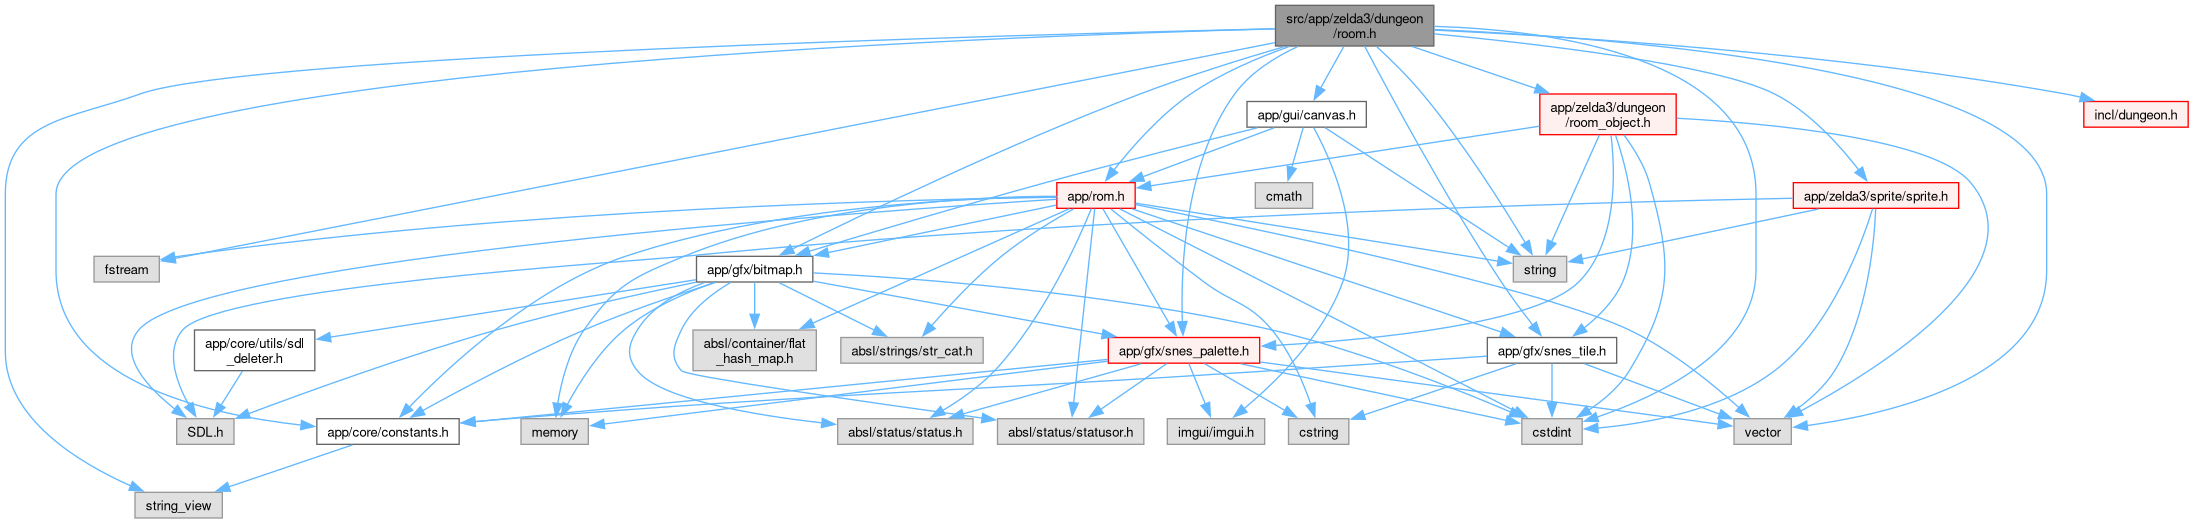 src/app/zelda3/dungeon
/room.h
app/gui/canvas.h
app/zelda3/dungeon
/room_object.h
incl/dungeon.h
app/rom.h
cmath
app/zelda3/sprite/sprite.h
fstream
app/gfx/bitmap.h
string
app/core/utils/sdl
_deleter.h
absl/container/flat
_hash_map.h
absl/strings/str_cat.h
app/gfx/snes_palette.h
app/gfx/snes_tile.h
SDL.h
app/core/constants.h
memory
absl/status/status.h
absl/status/statusor.h
imgui/imgui.h
cstring
cstdint
vector
string_view